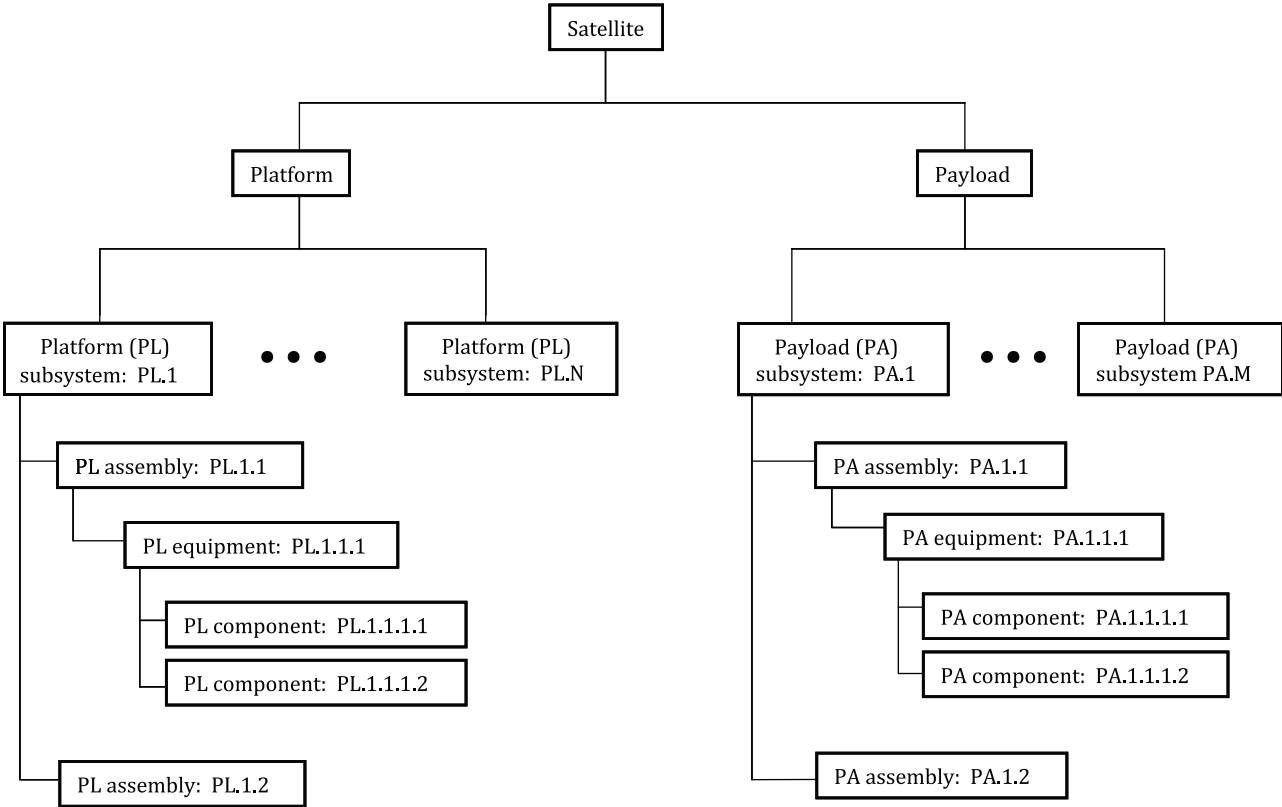 Satellite
Platform
Payload
Platform (PL)
subsystem: PL.1
Platform (PL)
subsystem: PL.N
Payload (PA)
subsystem: PA.1
Payload (PA)
subsystem PA.M
PL assembly: PL.1.1
PL equipment: PL.1.1.1
PL component: PL.1.1.1.1
PL component: PL.1.1.1.2
PL assembly: PL.1.2
PA assembly: PA.1.1
PA equipment: PA.1.1.1
PA component: PA.1.1.1.1
PA component: PA.1.1.1.2
PA assembly: PA.1.2